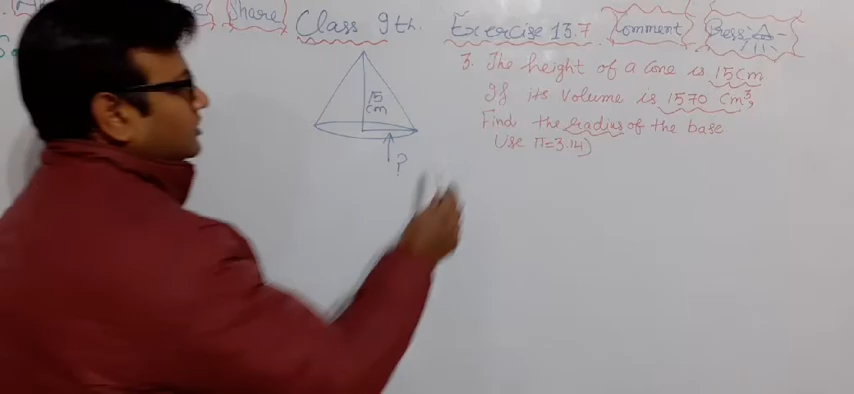 Share
Class 9th.
Exercise 13.7
Comment
Press
3. The height of a Cone is 15cm
If its volume is 1570 cm³,
Find the radius of the base
Use π=3.14)
15
cm
?